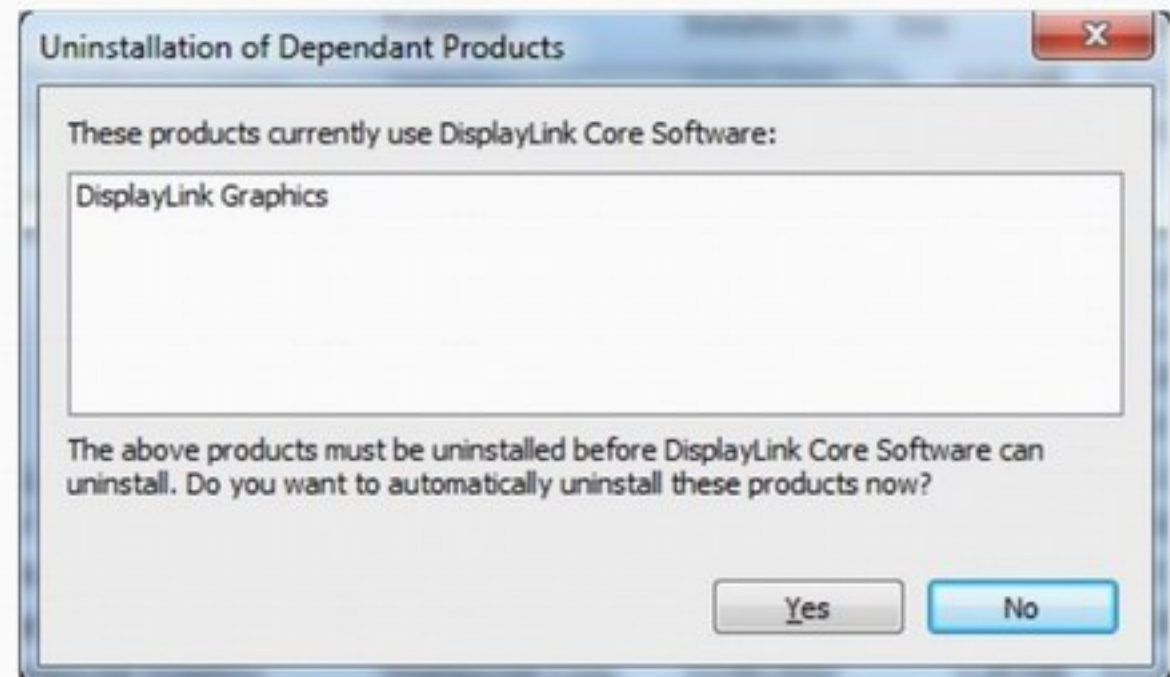 Uninstallation of Dependant Products
These products currently use DisplayLink Core Software:
DisplayLink Graphics
The above products must be uninstalled before DisplayLink Core Software can
uninstall. Do you want to automatically uninstall these products now?
Yes
No